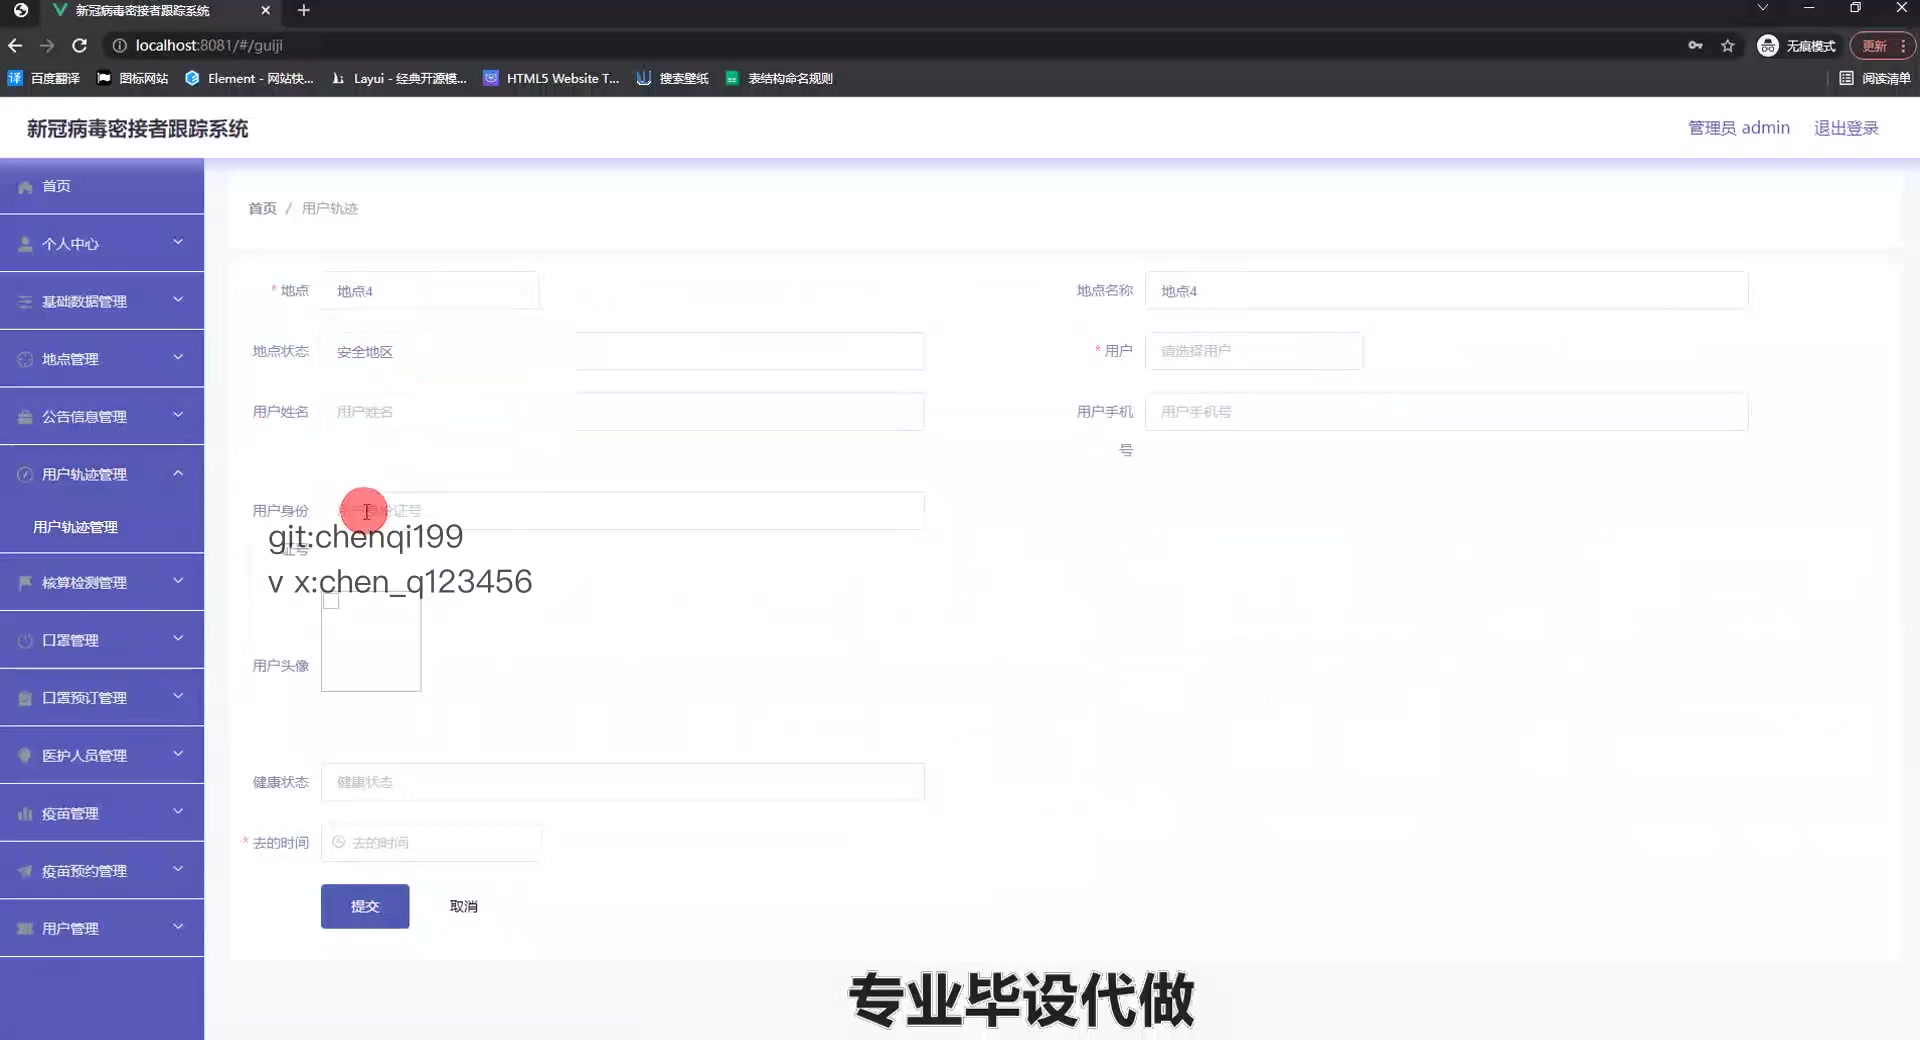 新冠病毒密接者跟踪系统
localhost:8081/#/guiji
无痕模式
更新
百度翻译
图标网站
Element - 网站快...
Layui - 经典开源模...
HTML5 Website T...
搜索壁纸
表结构命名规则
阅读清单
新冠病毒密接者跟踪系统
管理员 admin
退出登录
首页
个人中心
基础数据管理
地点管理
公告信息管理
用户轨迹管理
用户轨迹管理
核算检测管理
口罩管理
口罩预订管理
医护人员管理
疫苗管理
疫苗预约管理
用户管理
首页 / 用户轨迹
* 地点
地点4
地点名称
地点4
地点状态
安全地区
* 用户
请选择用户
用户姓名
用户姓名
用户手机
号
用户手机号
用户身份
证号
git:chenqi199
v x:chen_q123456
用户头像
健康状态
健康状态
* 去的时间
去的时间
提交
取消
专业毕设代做